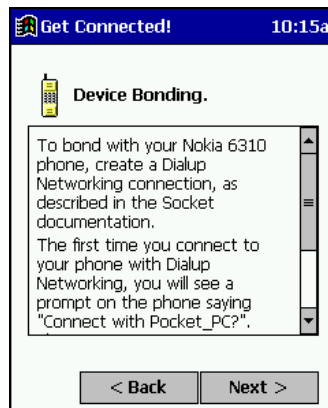 Get Connected! 10:15a
Device Bonding.
To bond with your Nokia 6310
phone, create a Dialup
Networking connection, as
described in the Socket
documentation.
The first time you connect to
your phone with Dialup
Networking, you will see a
prompt on the phone saying
"Connect with Pocket_PC?".
< Back Next >